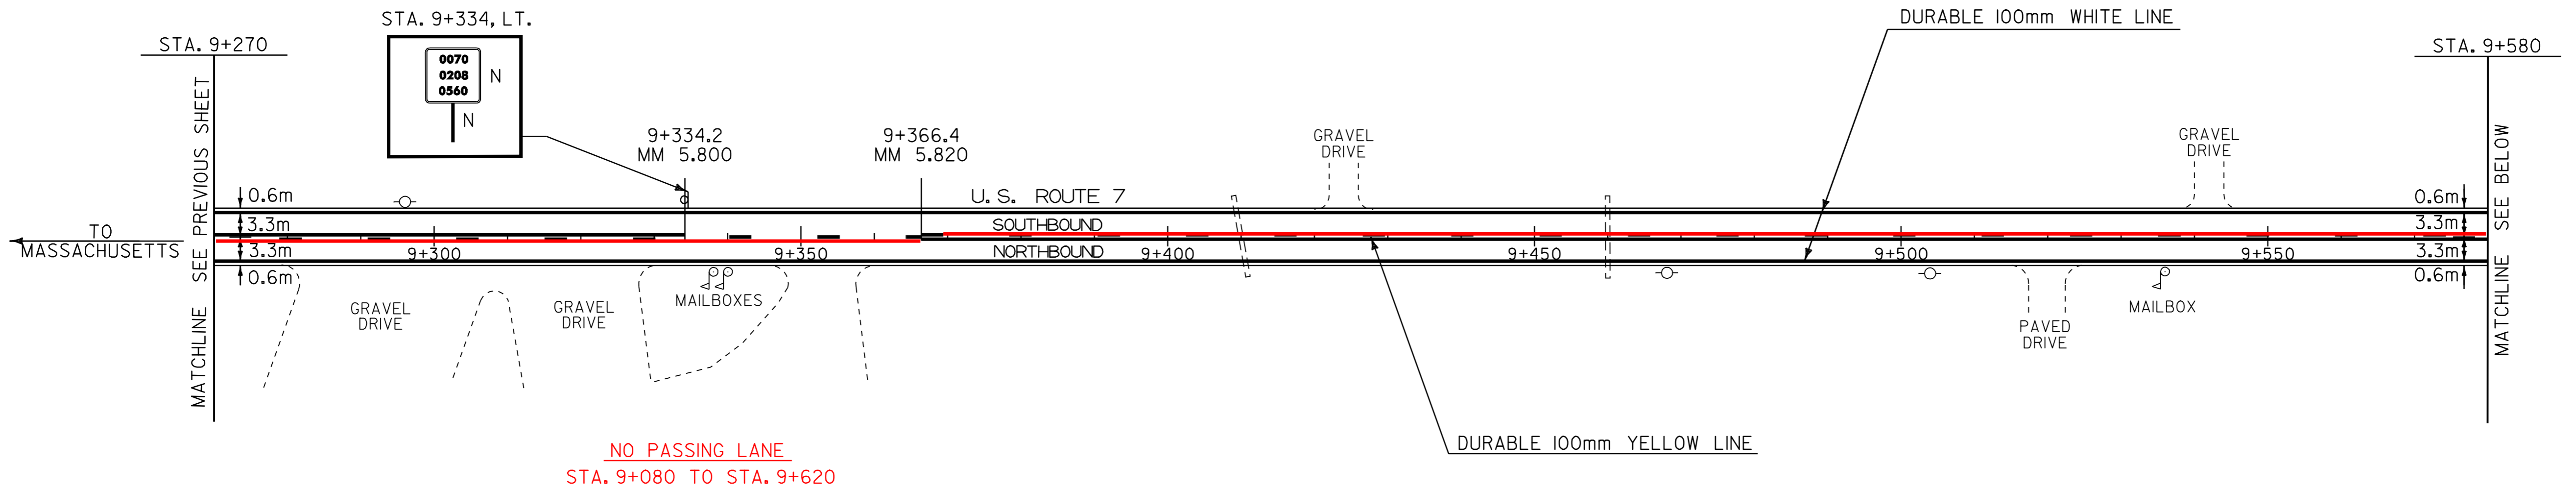 STA. 9+334, LT.
DURABLE 100mm WHITE LINE
STA. 9+270
STA. 9+580
0070
0208
0560
N
N
MATCHLINE SEE PREVIOUS SHEET
MATCHLINE SEE BELOW
9+334.2
MM 5.800
9+366.4
MM 5.820
GRAVEL
DRIVE
GRAVEL
DRIVE
0.6m
U.S. ROUTE 7
0.6m
3.3m
SOUTHBOUND
3.3m
TO
MASSACHUSETTS
3.3m
9+300
9+350
NORTHBOUND
9+400
9+450
9+500
9+550
3.3m
0.6m
0.6m
GRAVEL
DRIVE
GRAVEL
DRIVE
MAILBOXES
MAILBOX
PAVED
DRIVE
NO PASSING LANE
STA. 9+080 TO STA. 9+620
DURABLE 100mm YELLOW LINE